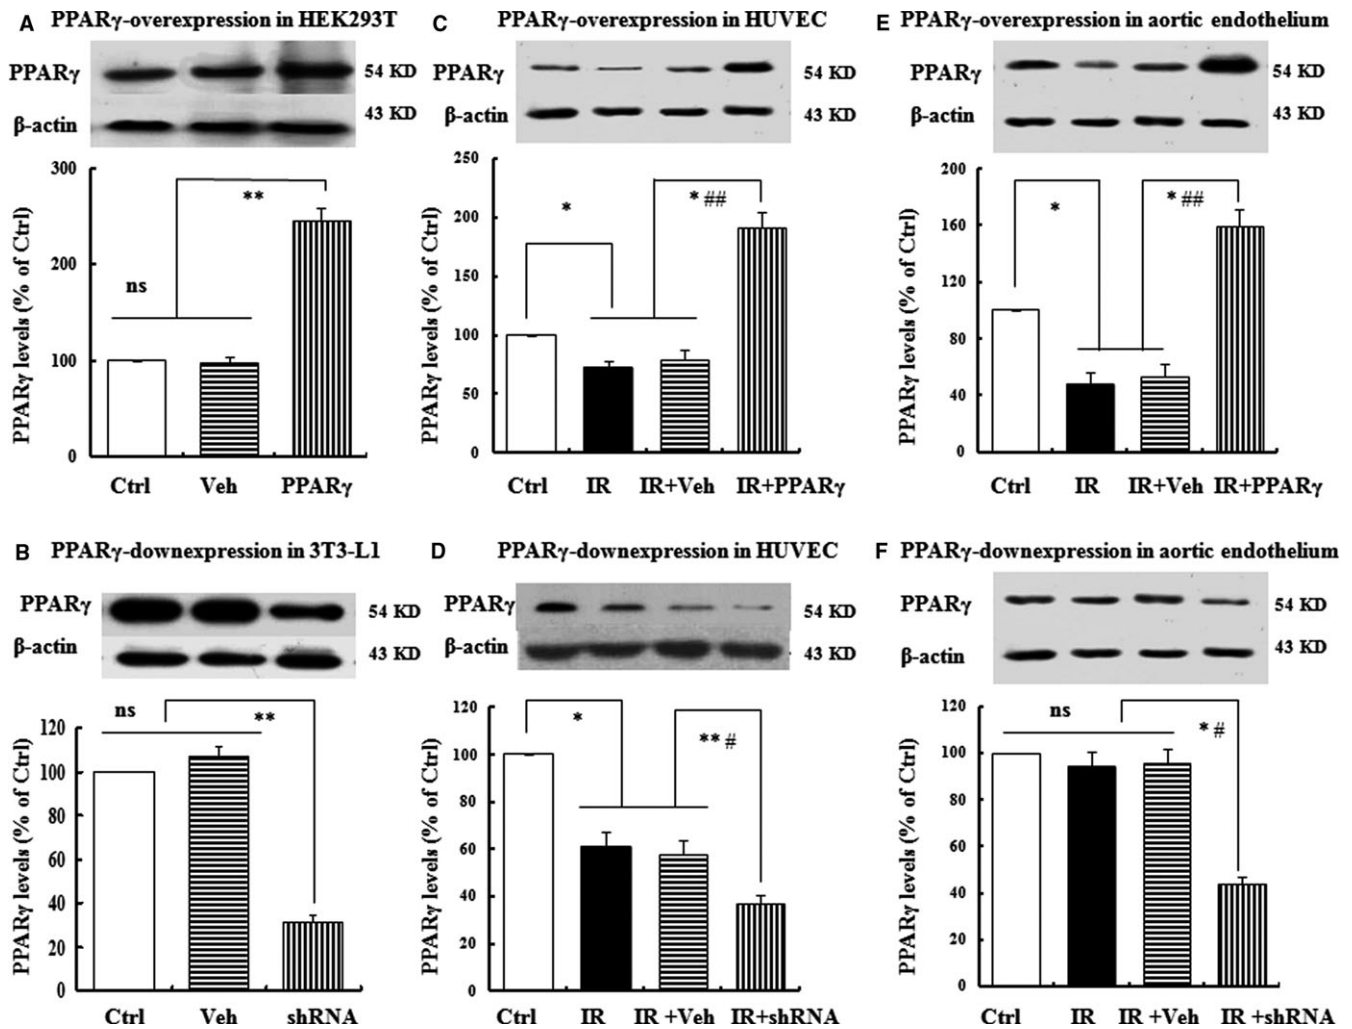 A PPARγ-overexpression in HEK293T
PPARγ
54 KD
β-actin
43 KD
PPARγ levels (% of Ctrl)
300
200
100
0
ns
**
Ctrl Veh PPARγ
C PPARγ-overexpression in HUVEC
PPARγ
54 KD
β-actin
43 KD
PPARγ levels (% of Ctrl)
250
200
150
100
50
0
*
* ##
Ctrl IR IR+Veh IR+PPARγ
E PPARγ-overexpression in aortic endothelium
PPARγ
54 KD
β-actin
43 KD
PPARγ levels (% of Ctrl)
200
160
120
80
40
0
*
* ##
Ctrl IR IR+Veh IR+PPARγ
B PPARγ-downexpression in 3T3-L1
PPARγ
54 KD
β-actin
43 KD
PPARγ levels (% of Ctrl)
120
100
80
60
40
20
0
ns
**
Ctrl Veh shRNA
D PPARγ-downexpression in HUVEC
PPARγ
54 KD
β-actin
43 KD
PPARγ levels (% of Ctrl)
120
100
80
60
40
20
0
*
** #
Ctrl IR IR +Veh IR+shRNA
F PPARγ-downexpression in aortic endothelium
PPARγ
54 KD
β-actin
43 KD
PPARγ levels (% of Ctrl)
120
100
80
60
40
20
0
ns
* #
Ctrl IR IR +Veh IR +shRNA